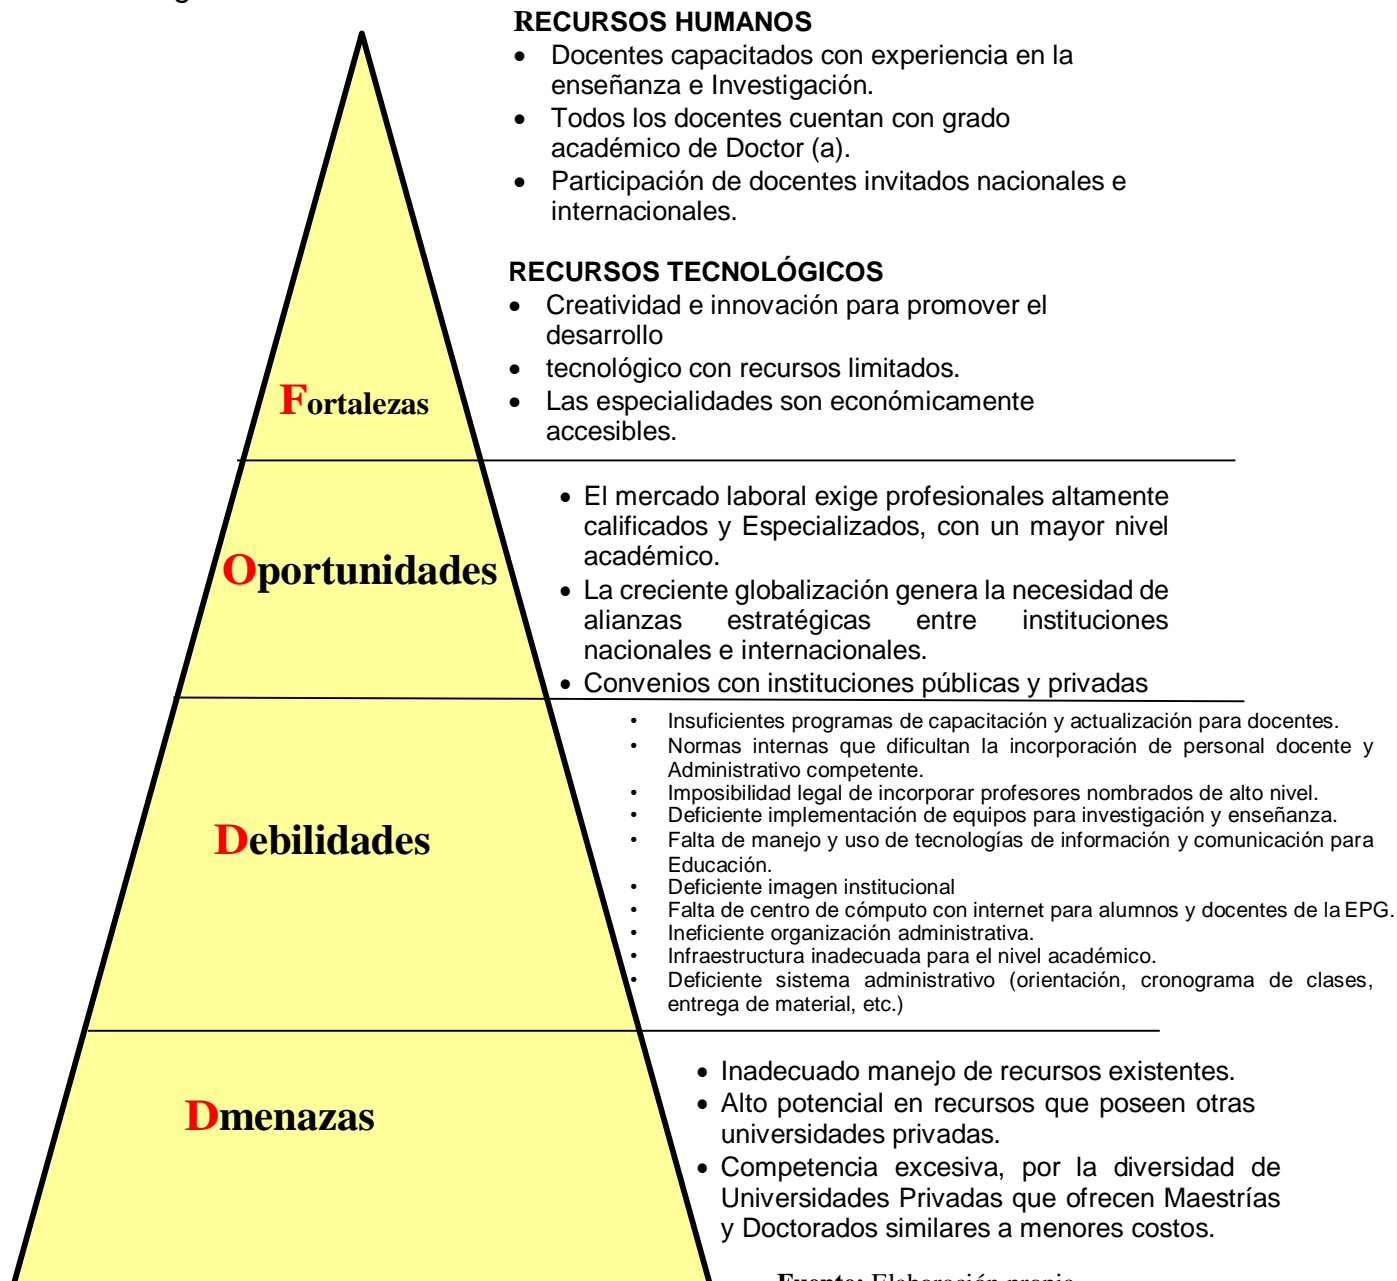 RECURSOS HUMANOS
• Docentes capacitados con experiencia en la
enseñanza e Investigación.
• Todos los docentes cuentan con grado
académico de Doctor (a).
• Participación de docentes invitados nacionales e
internacionales.
RECURSOS TECNOLÓGICOS
• Creatividad e innovación para promover el
desarrollo
• tecnológico con recursos limitados.
• Las especialidades son económicamente
accesibles.
Fortalezas
• El mercado laboral exige profesionales altamente
calificados y Especializados, con un mayor nivel
académico.
• La creciente globalización genera la necesidad de
alianzas estratégicas entre instituciones
nacionales e internacionales.
• Convenios con instituciones públicas y privadas
Oportunidades
• Insuficientes programas de capacitación y actualización para docentes.
• Normas internas que dificultan la incorporación de personal docente y
Administrativo competente.
• Imposibilidad legal de incorporar profesores nombrados de alto nivel.
• Deficiente implementación de equipos para investigación y enseñanza.
• Falta de manejo y uso de tecnologías de información y comunicación para
Educación.
• Deficiente imagen institucional
• Falta de centro de cómputo con internet para alumnos y docentes de la EPG.
• Ineficiente organización administrativa.
• Infraestructura inadecuada para el nivel académico.
• Deficiente sistema administrativo (orientación, cronograma de clases,
entrega de material, etc.)
Debilidades
• Inadecuado manejo de recursos existentes.
• Alto potencial en recursos que poseen otras
universidades privadas.
• Competencia excesiva, por la diversidad de
Universidades Privadas que ofrecen Maestrías
y Doctorados similares a menores costos.
Dmenazas
Fuente: Elaboración propia